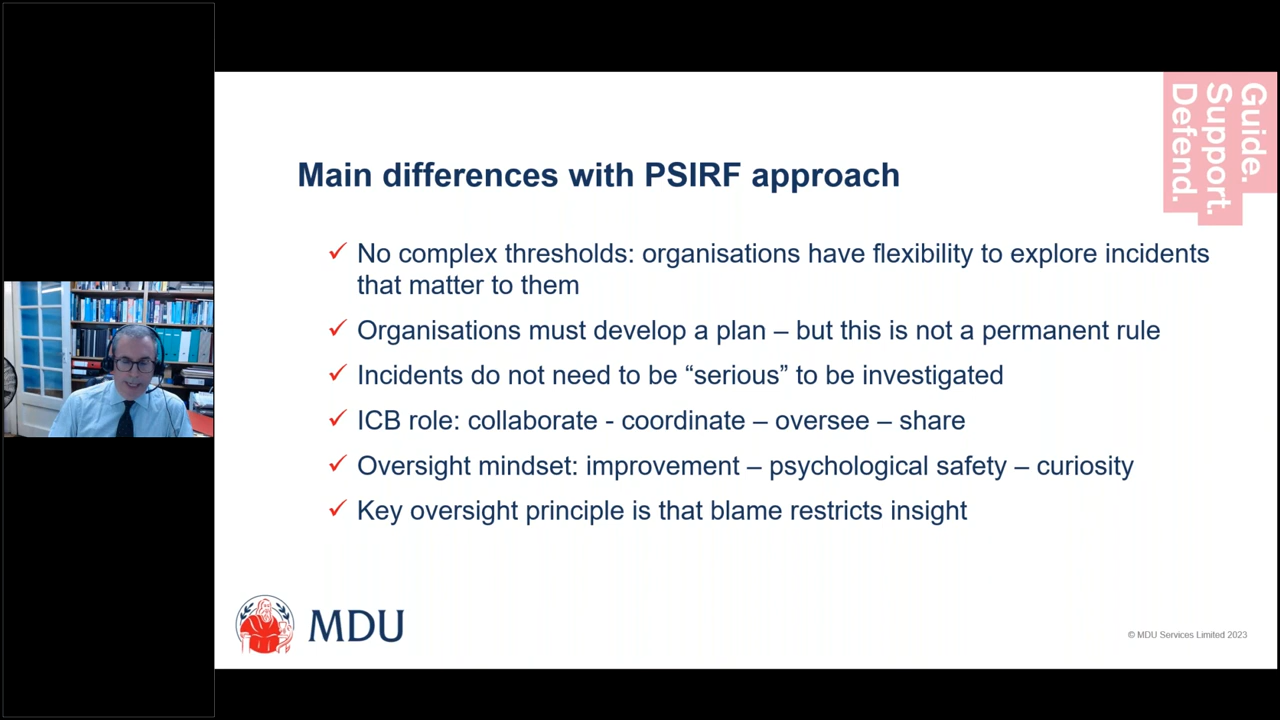 Guide.
Support.
Defend.
Main differences with PSIRF approach
✓ No complex thresholds: organisations have flexibility to explore incidents
that matter to them
✓ Organisations must develop a plan – but this is not a permanent rule
✓ Incidents do not need to be “serious” to be investigated
✓ ICB role: collaborate - coordinate – oversee – share
✓ Oversight mindset: improvement – psychological safety – curiosity
✓ Key oversight principle is that blame restricts insight
MDU
© MDU Services Limited 2023